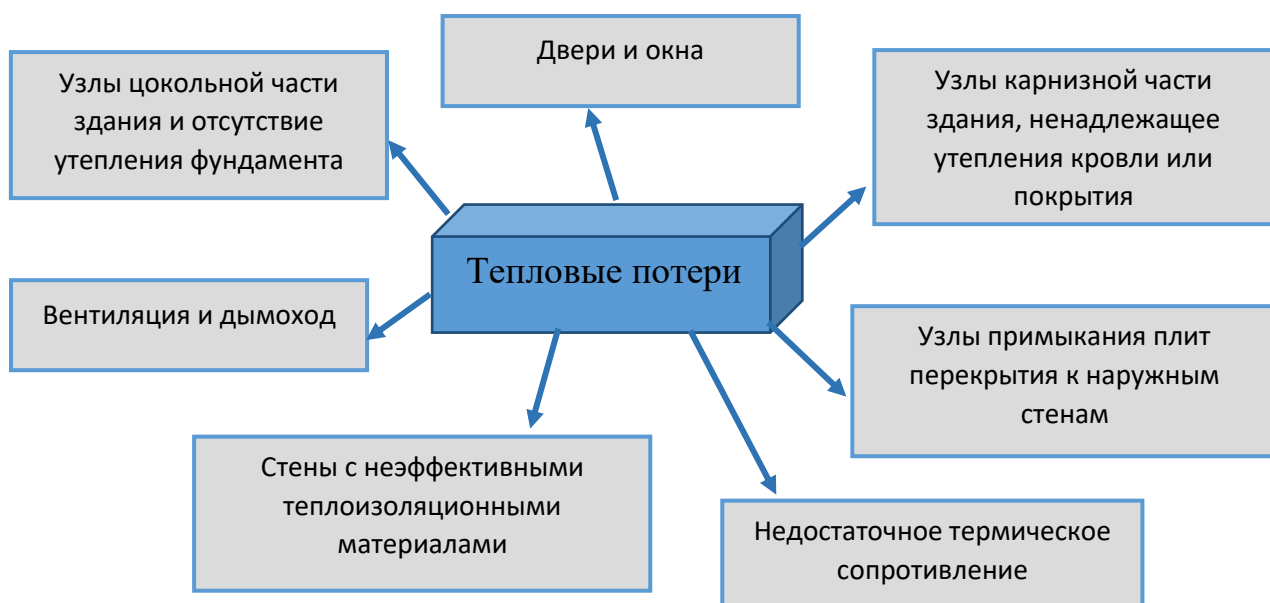 Двери и окна
Узлы цокольной части
здания и отсутствие
утепления фундамента
Узлы карнизной части
здания, ненадлежащее
утепления кровли или
покрытия
Тепловые потери
Вентиляция и дымоход
Узлы примыкания плит
перекрытия к наружным
стенам
Стены с неэффективными
теплоизоляционными
материалами
Недостаточное термическое
сопротивление